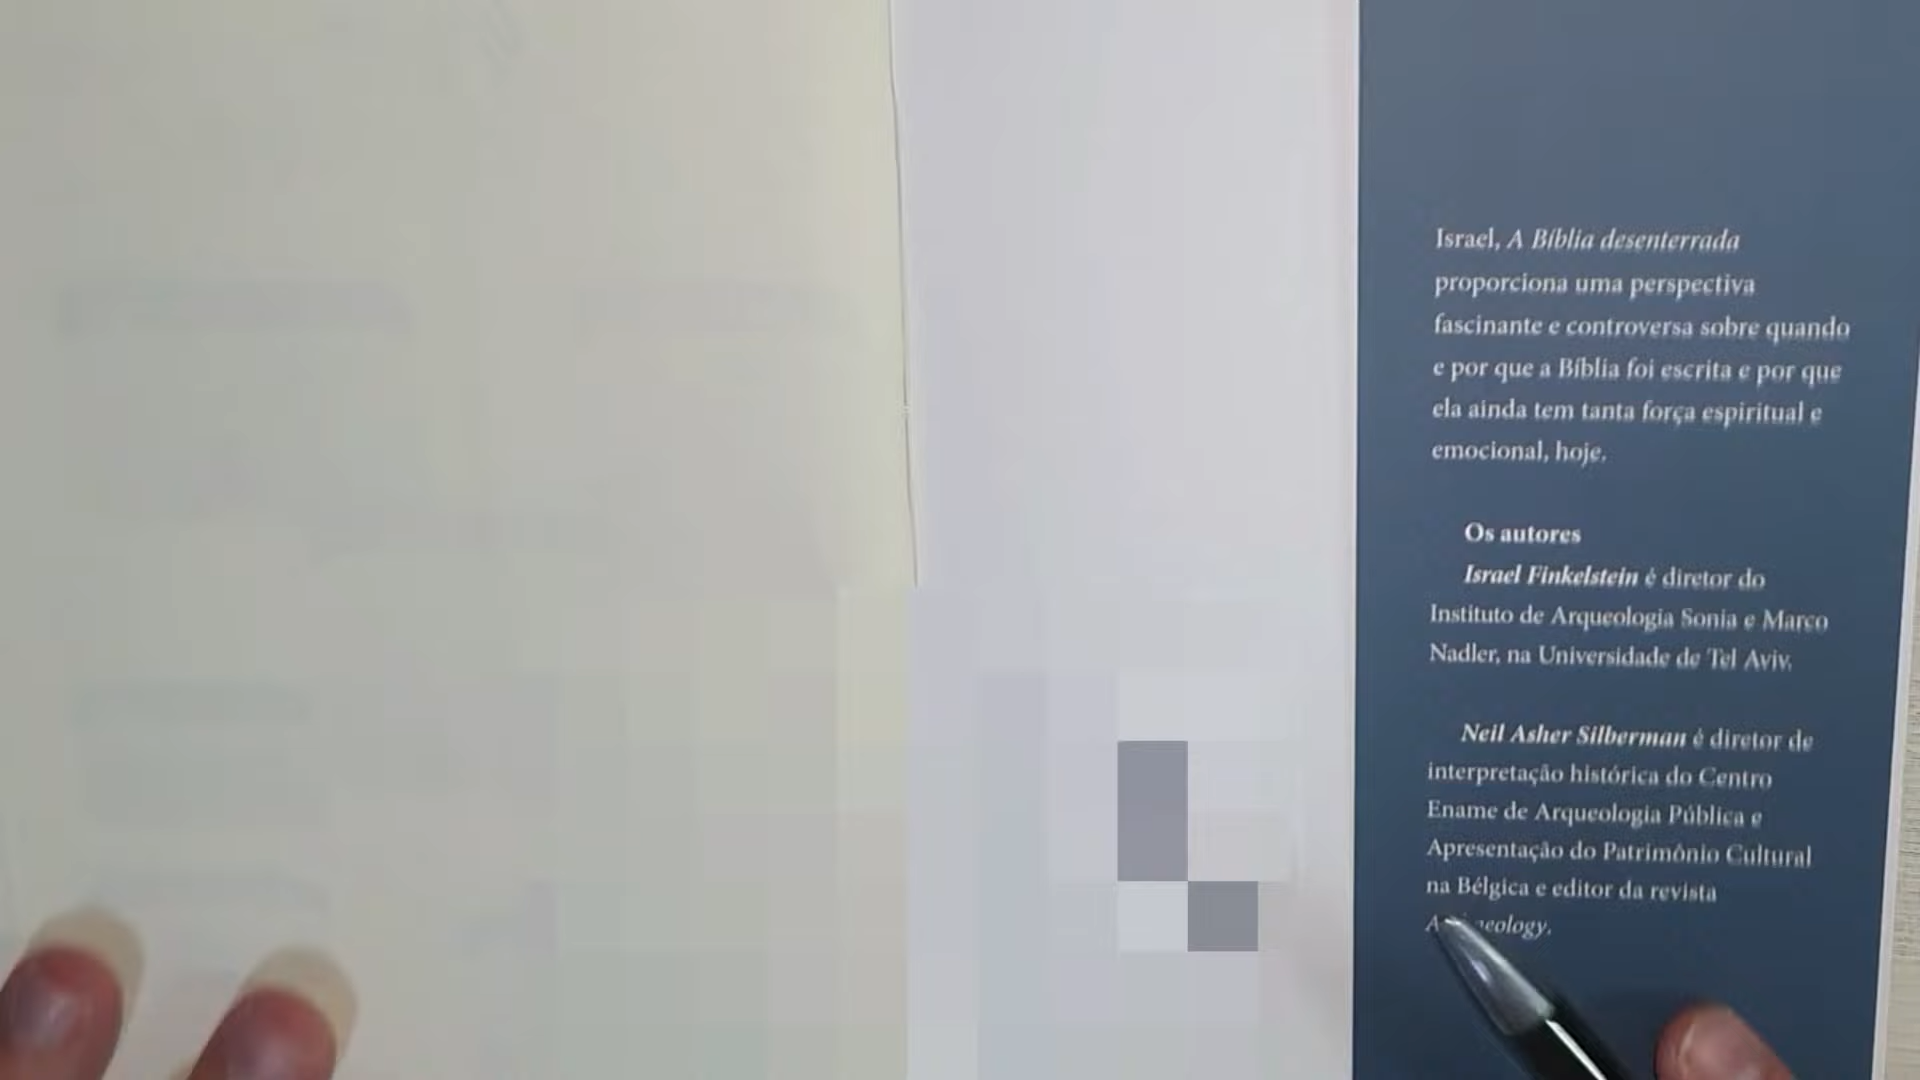 Israel, A Bíblia desenterrada
proporciona uma perspectiva
fascinante e controversa sobre quando
e por que a Bíblia foi escrita e por que
ela ainda tem tanta força espiritual e
emocional, hoje.
Os autores
Israel Finkelstein é diretor do
Instituto de Arqueologia Sonia e Marco
Nadler, na Universidade de Tel Aviv.
Neil Asher Silberman é diretor de
interpretação histórica do Centro
Ename de Arqueologia Pública e
Apresentação do Patrimônio Cultural
na Bélgica e editor da revista